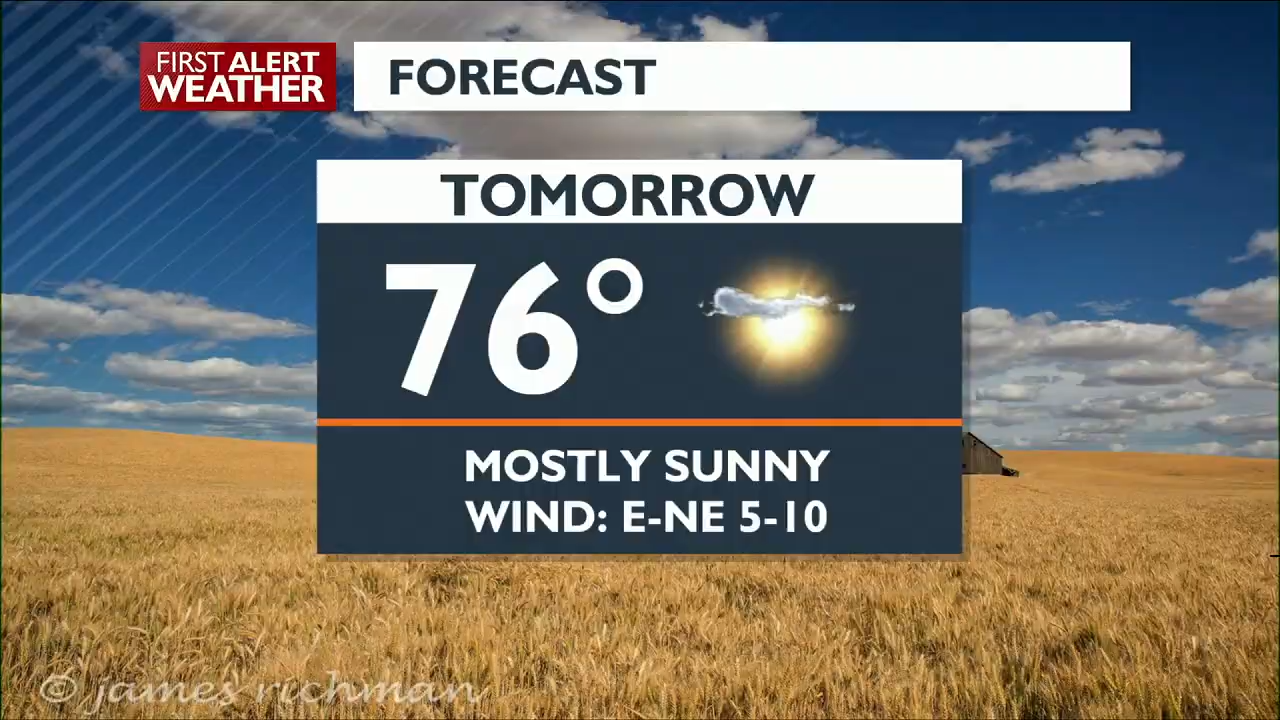 FIRST ALERT
WEATHER
FORECAST
TOMORROW
76°
MOSTLY SUNNY
WIND: E-NE 5-10
© james richman